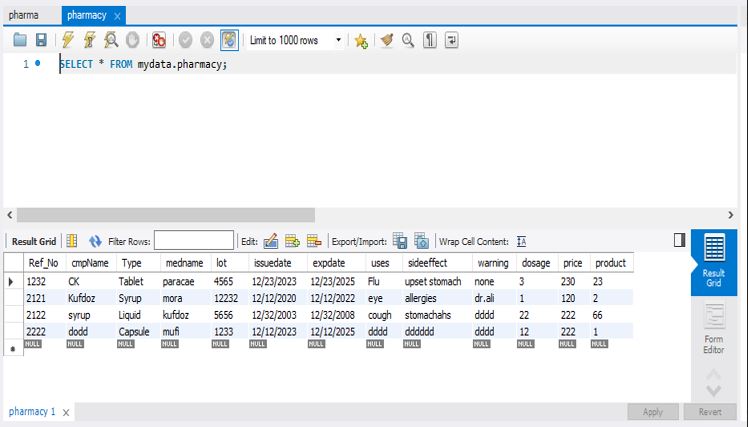 pharma pharmacy
Limit to 1000 rows
1 SELECT * FROM mydata.pharmacy;
Result Grid Filter Rows: Edit: Export/Import: Wrap Cell Content:
Ref_No cmpName Type medname lot issuedate expdate uses sideeffect warning dosage price product
1232 CK Tablet paracae 4565 12/23/2023 12/23/2025 Flu upset stomach none 3 230 23
2121 Kufdoz Syrup mora 12232 12/12/2020 12/12/2022 eye allergies dr.ali 1 120 2
2122 syrup Liquid kufdoz 5656 12/32/2003 12/32/2008 cough stomachahs dddd 22 222 66
2222 dodd Capsule mufi 1233 12/12/2023 12/12/2025 dddd dddddd dddd 12 222 1
NULL NULL NULL NULL NULL NULL NULL NULL NULL NULL NULL NULL NULL
Result
Grid
Form
Editor
pharmacy 1
Apply Revert